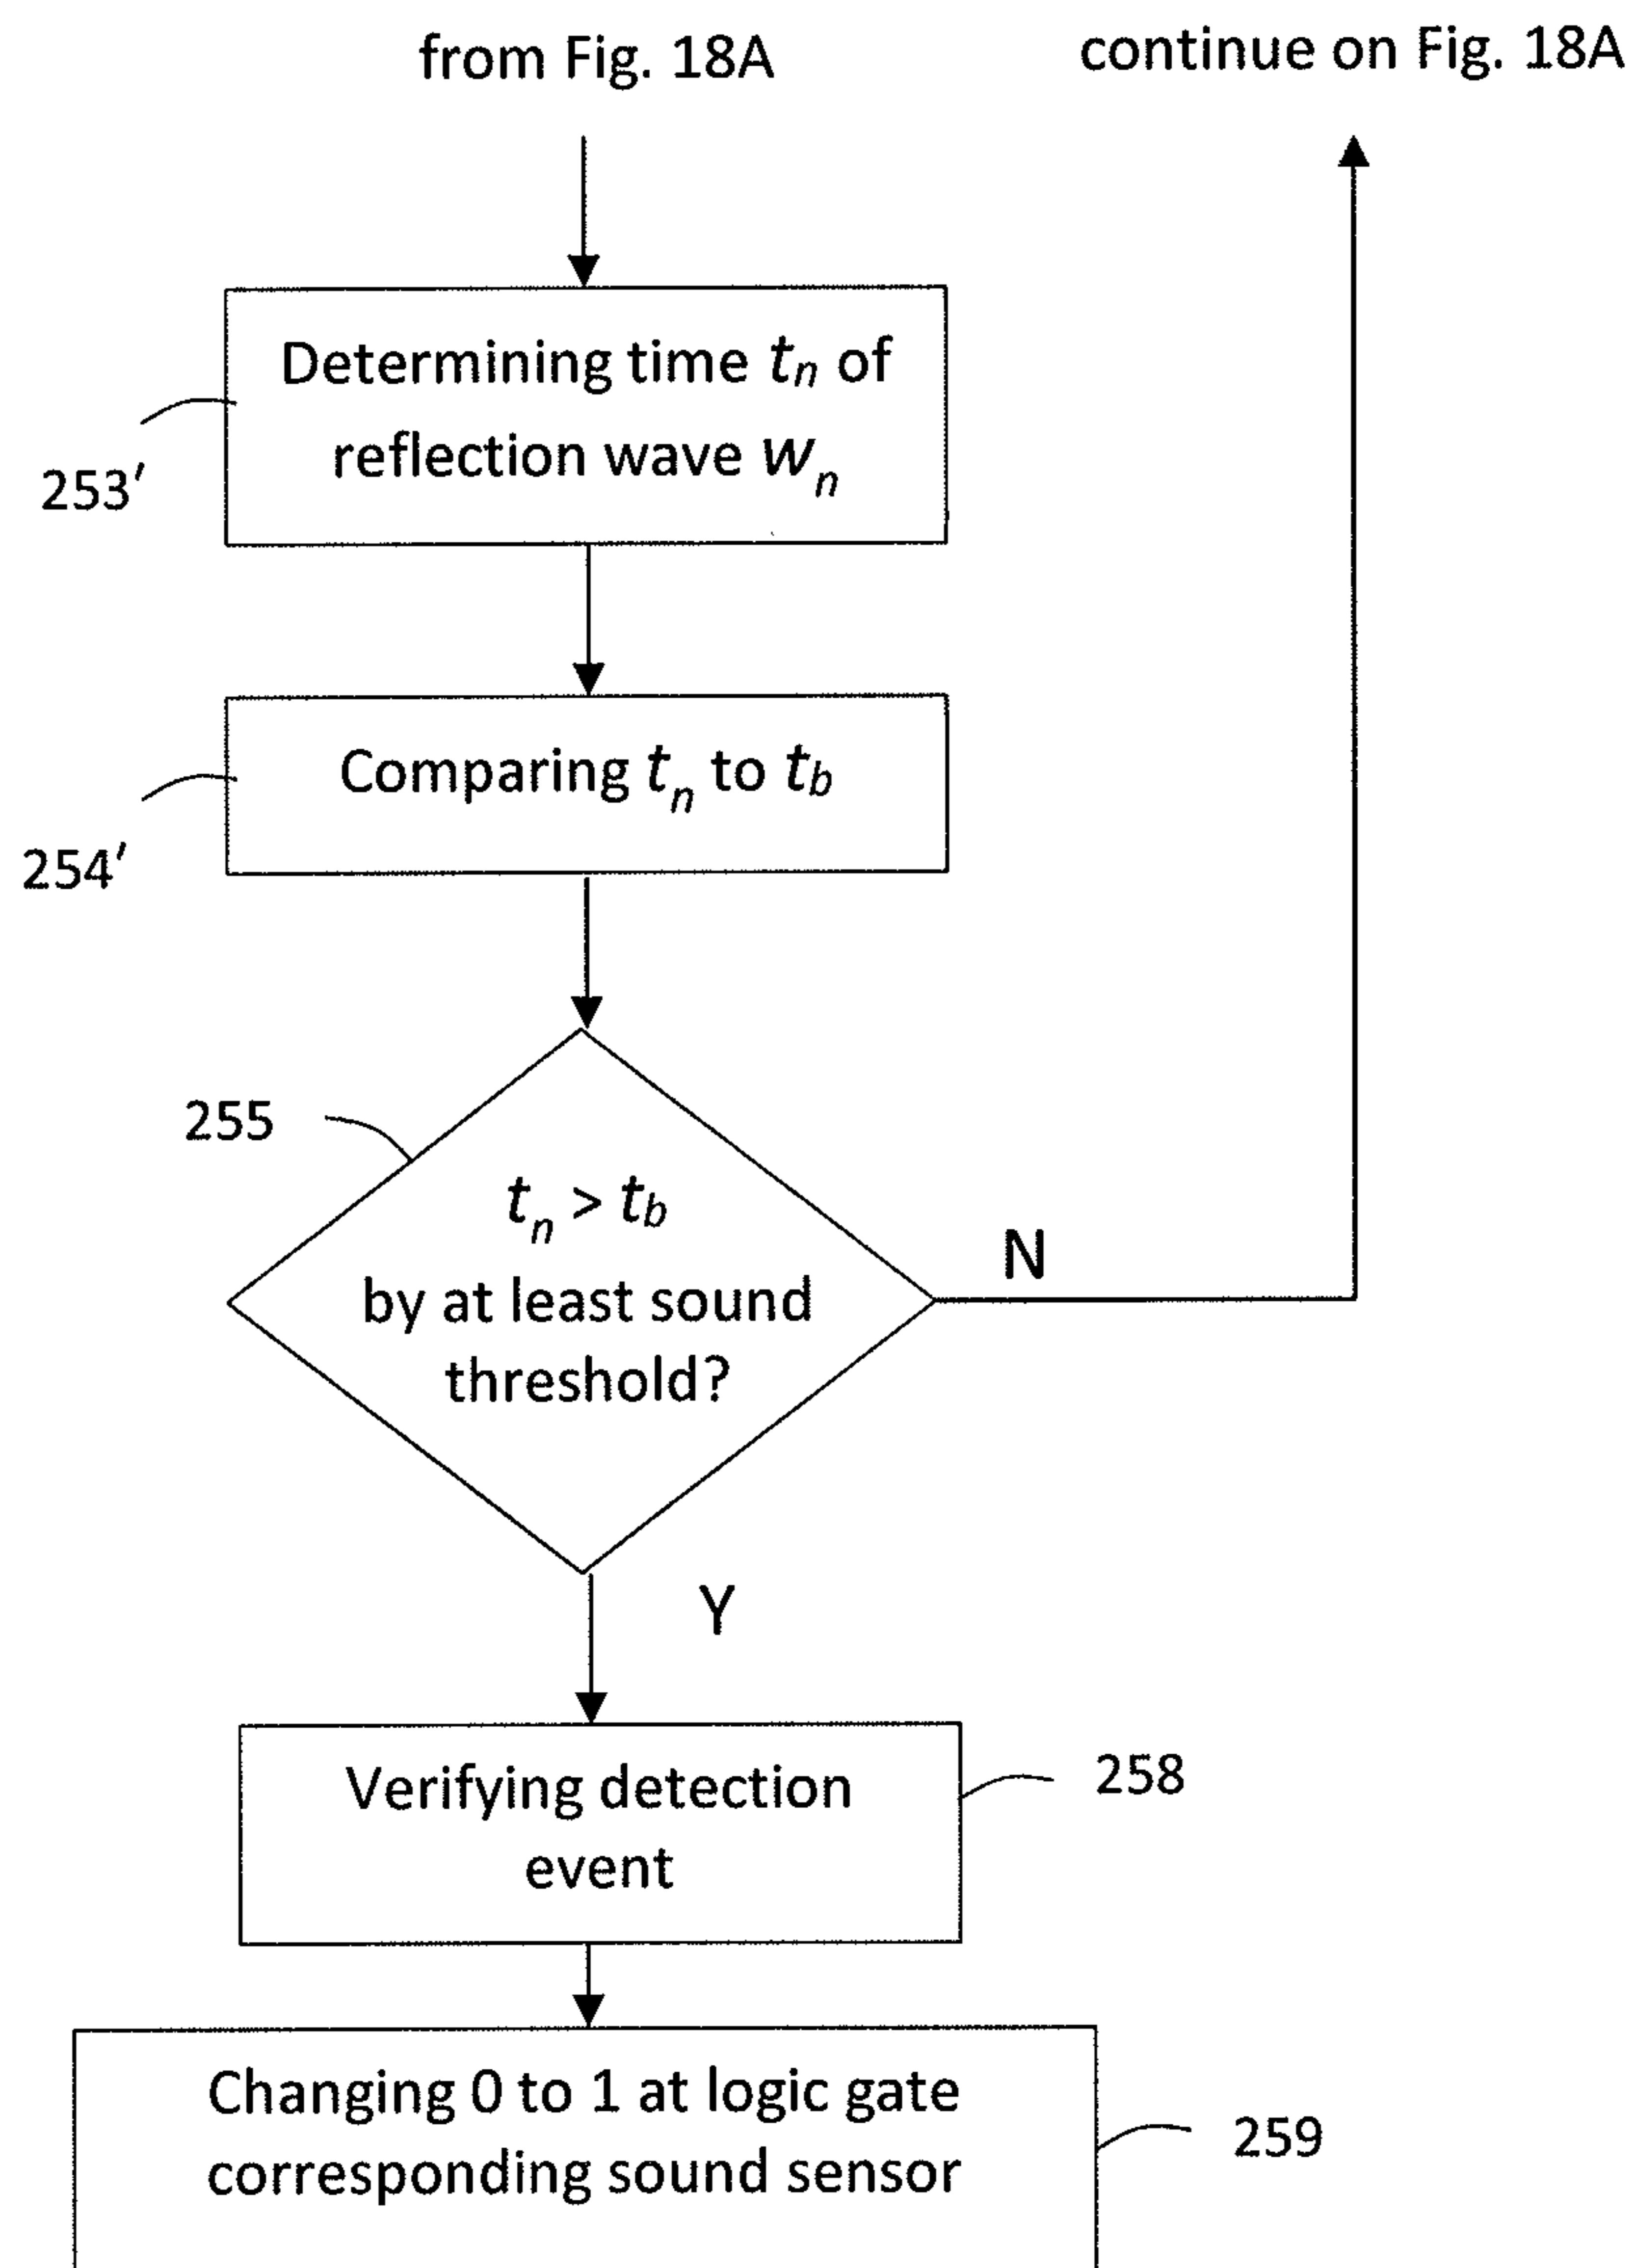 from Fig. 18A
continue on Fig. 18A
Determining time tn of
reflection wave wn
253′
Comparing tn to tb
254′
255
tn > tb
by at least sound
threshold?
N
Y
Verifying detection
event
258
Changing 0 to 1 at logic gate
corresponding sound sensor
259